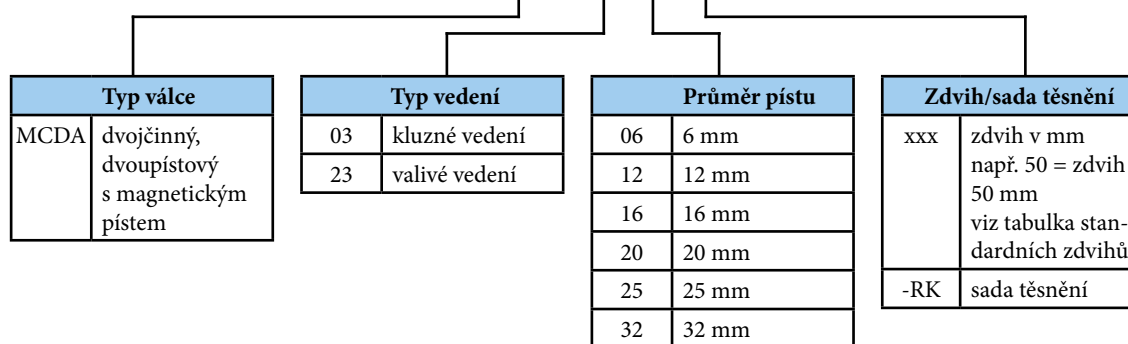 Typ válce
MCDA dvojčinný,
dvoupístový
s magnetickým
pístem
Typ vedení
03 kluzné vedení
23 valivé vedení
Průměr pístu
06 6 mm
12 12 mm
16 16 mm
20 20 mm
25 25 mm
32 32 mm
Zdvih/sada těsnění
xxx zdvih v mm
např. 50 = zdvih
50 mm
viz tabulka stan-
dardních zdvihů
-RK sada těsnění